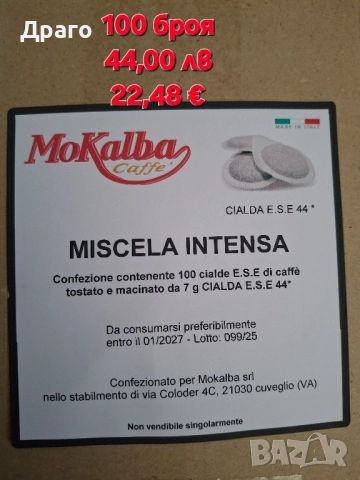 Драго
100 броя
44,00 лв
22,48 €
MoKalba
Caffe'
MADE IN ITALY
CIALDA E.S.E 44*
MISCELA INTENSA
Confezione contenente 100 cialde E.S.E di caffè
tostato e macinato da 7 g CIALDA E.S.E 44*
Da consumarsi preferibilmente
entro il 01/2027 - Lotto: 099/25
Confezionato per Mokalba srl
nello stabilmento di via Coloder 4C, 21030 cuveglio (VA)
Non vendibile singolarmente
BAZAR